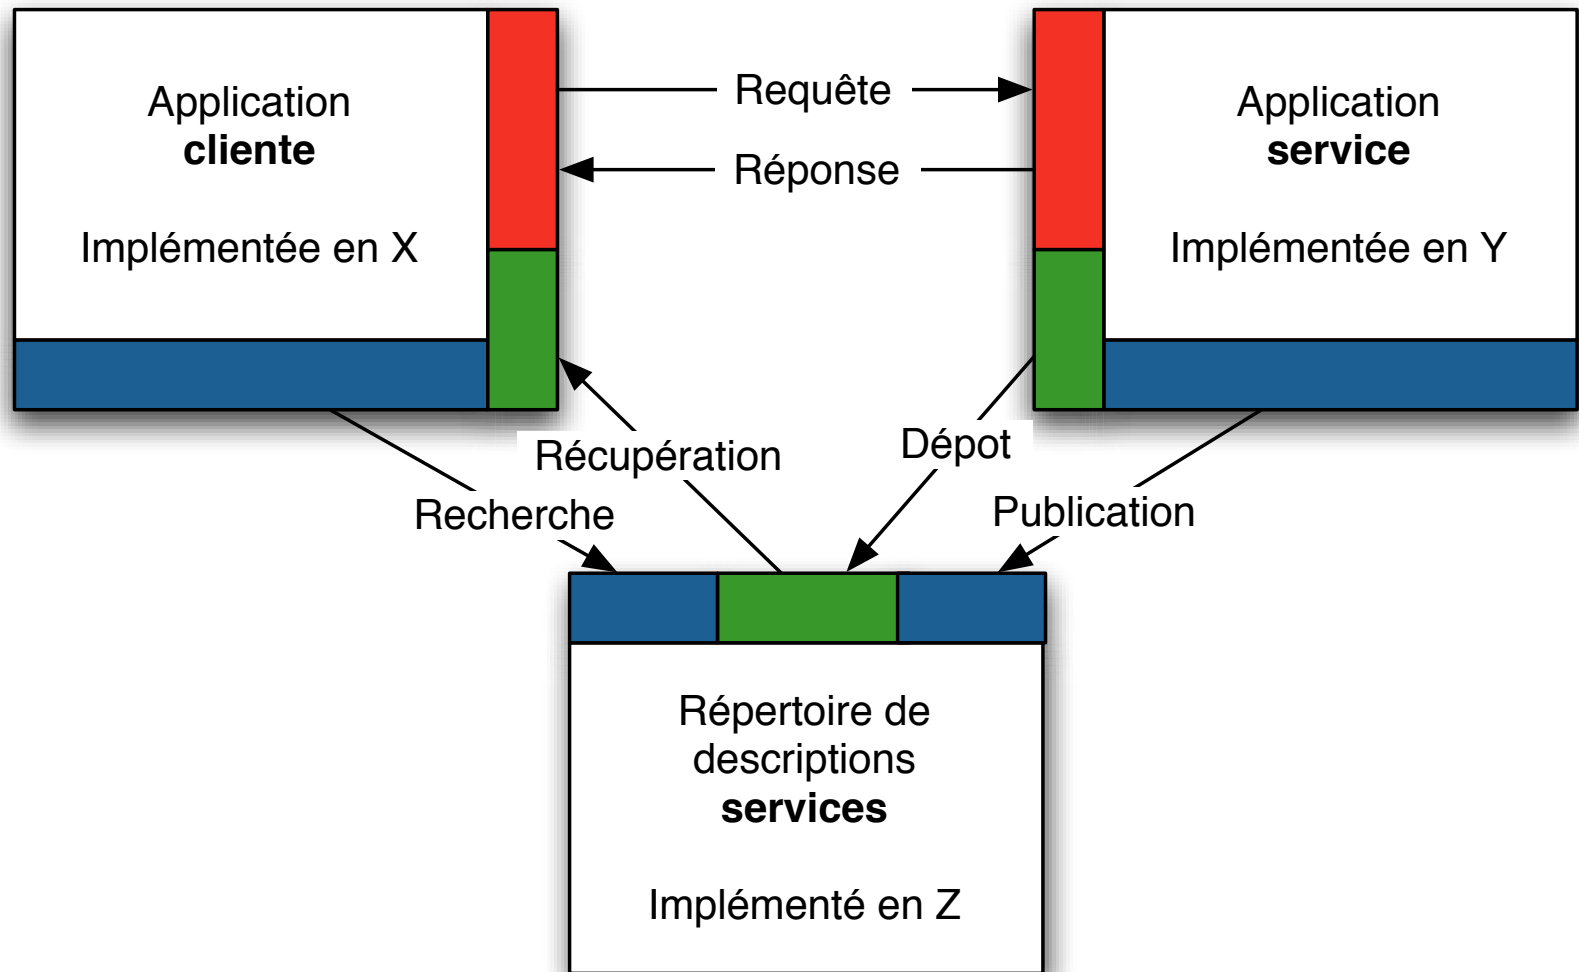 Application
cliente
Implémentée en X
Requête
Réponse
Application
service
Implémentée en Y
Récupération
Recherche
Dépot
Publication
Répertoire de
descriptions
services
Implémenté en Z